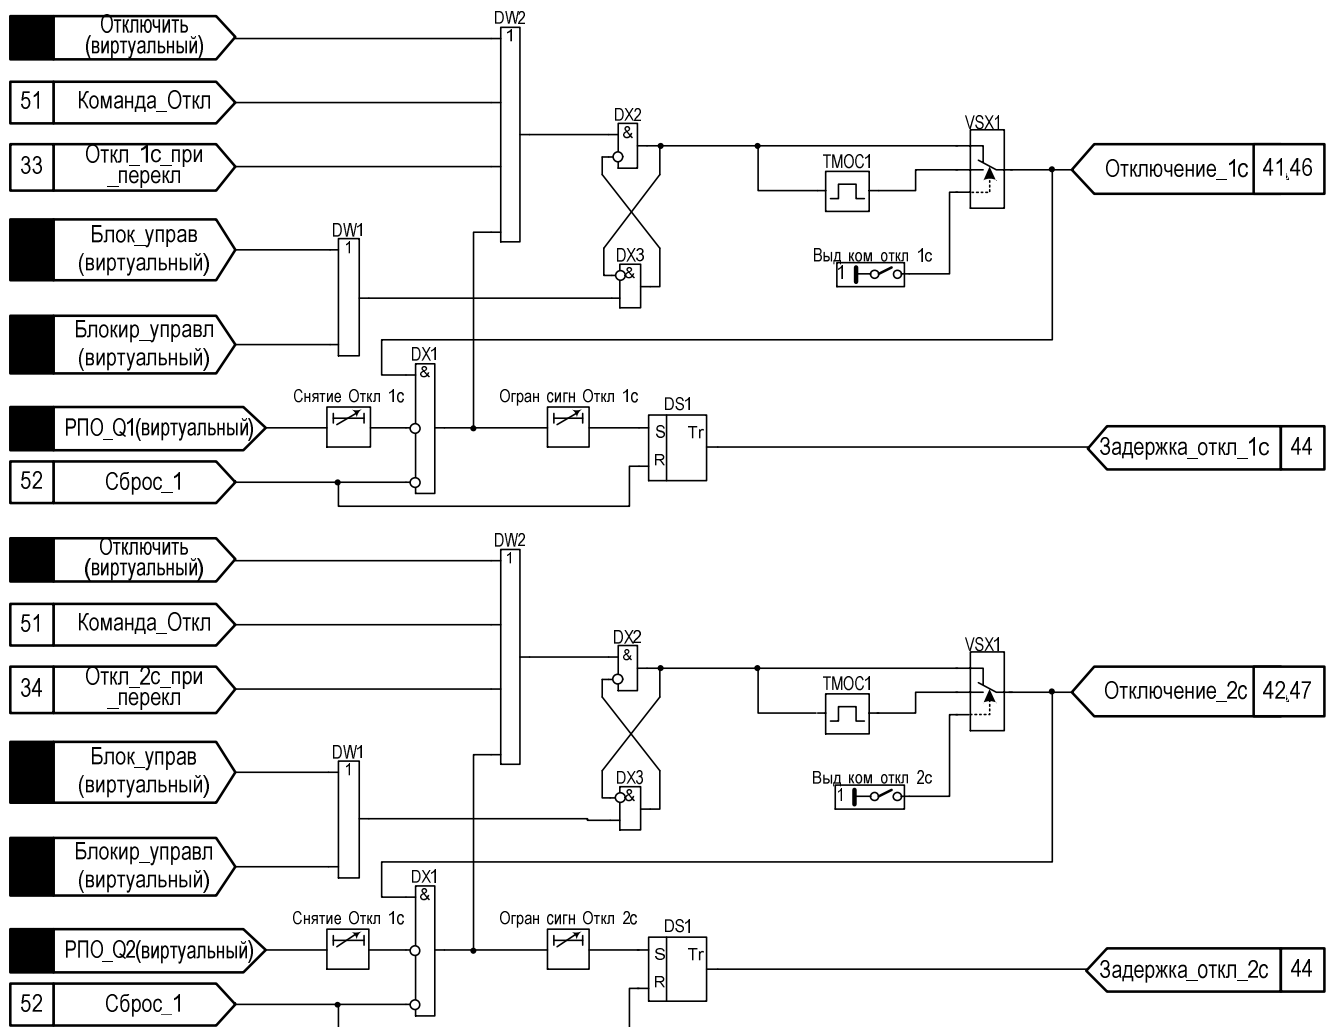 Отключить
(виртуальный)
DW2
1
51 Команда_Откл
DX2
&
VSX1
33 Откл_1с_при
_перекл
TMOC1
Отключение_1с 41,46
Блок_управ
(виртуальный)
DW1
1
DX3
&
Выд ком откл 1с
1
Блокир_управл
(виртуальный)
DX1
&
Снятие Откл 1с
Огран сигн Откл 1с
DS1
РПО_Q1(виртуальный)
S Tr
R
Задержка_откл_1с 44
52 Сброс_1
Отключить
(виртуальный)
DW2
1
51 Команда_Откл
DX2
&
VSX1
34 Откл_2с_при
_перекл
TMOC1
Отключение_2с 42,47
Блок_управ
(виртуальный)
DW1
1
DX3
&
Выд ком откл 2с
1
Блокир_управл
(виртуальный)
DX1
&
Снятие Откл 1с
Огран сигн Откл 2с
DS1
РПО_Q2(виртуальный)
S Tr
R
Задержка_откл_2с 44
52 Сброс_1